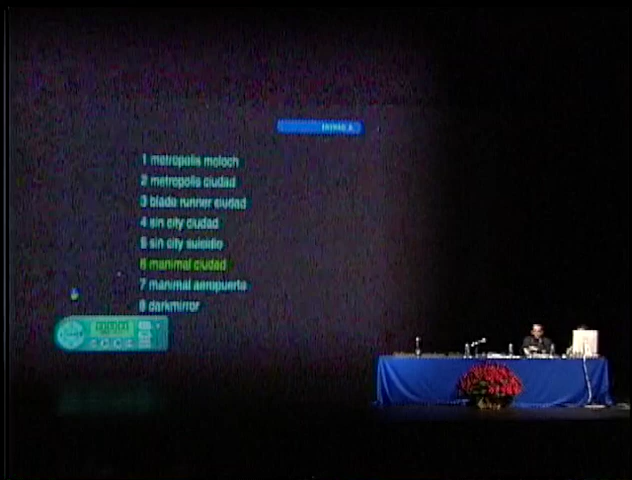 1 metropolis moloch
2 metropolis ciudad
3 blade runner ciudad
4 sin city ciudad
5 sin city suicidio
6 manimal ciudad
7 manimal aeropuerto
8 darkmirror